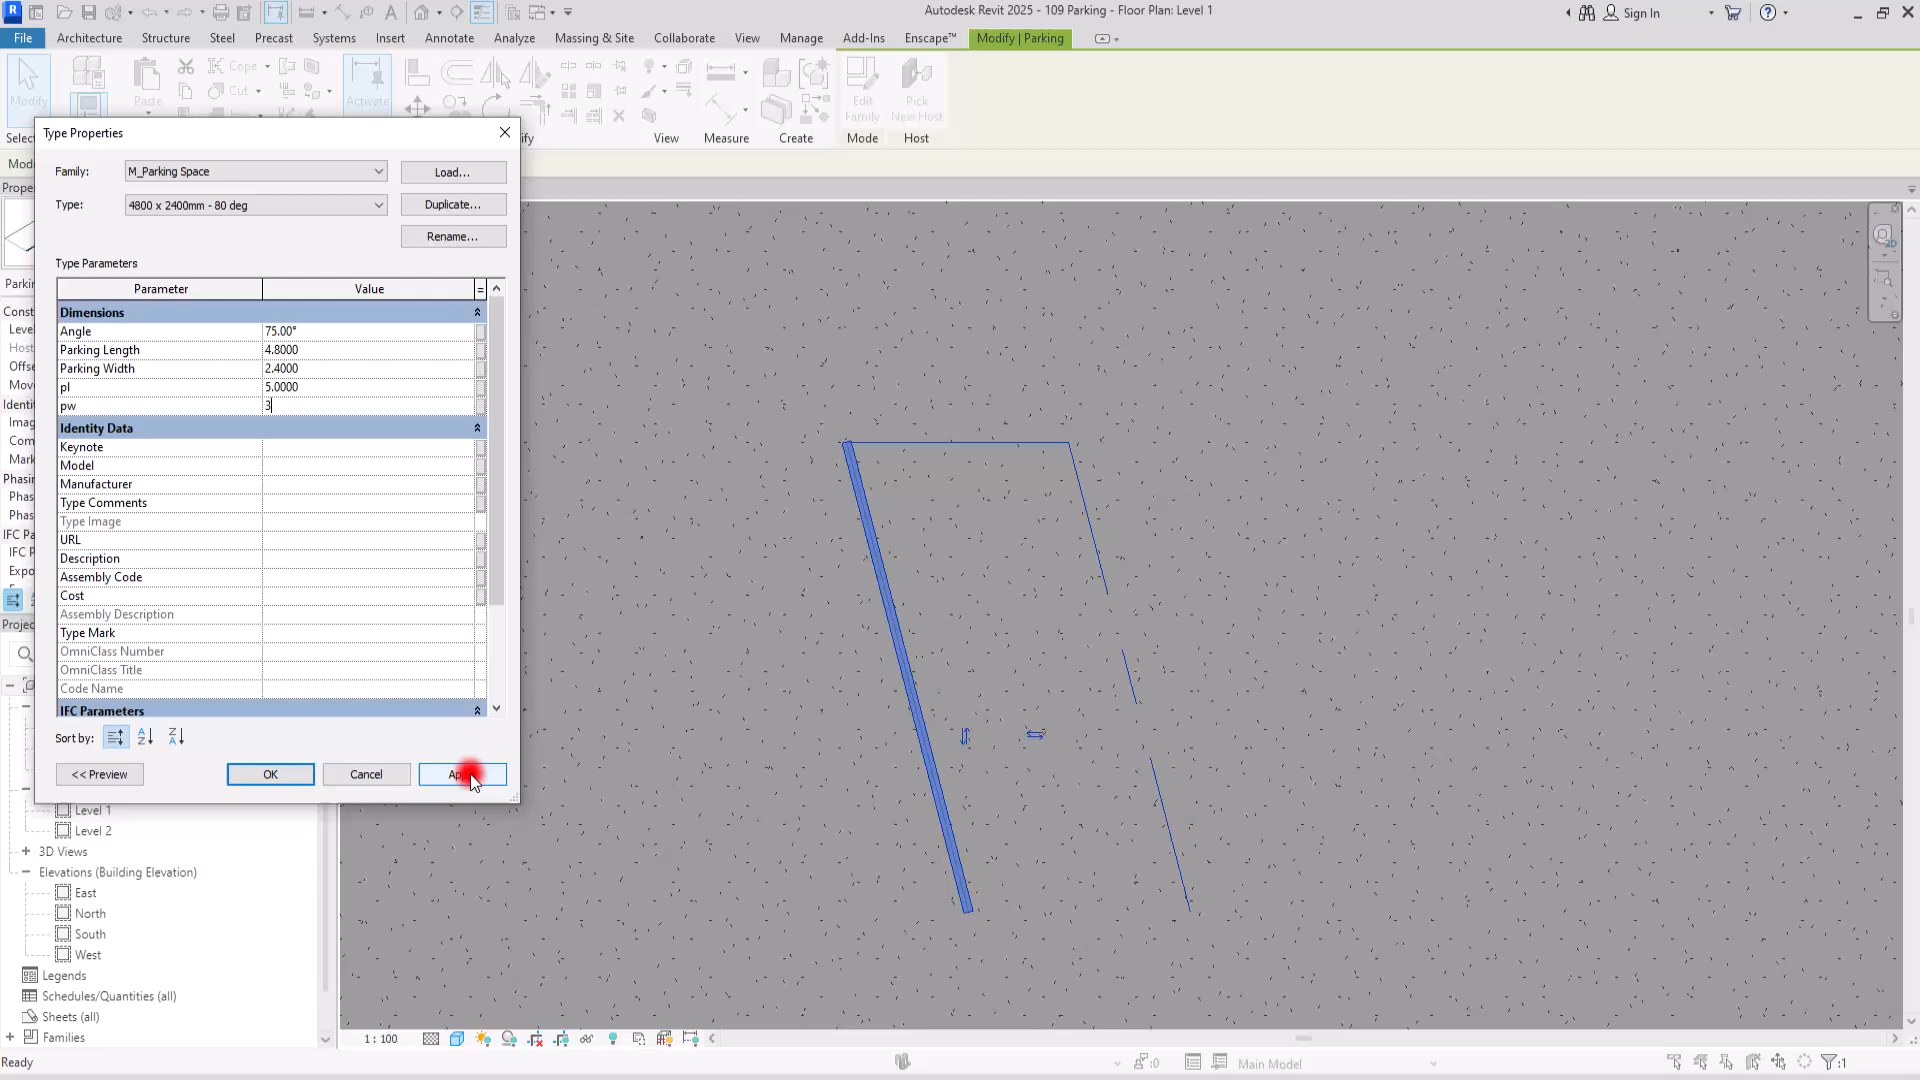 Autodesk Revit 2025 - 109 Parking - Floor Plan: Level 1
Sign In
File Architecture Structure Steel Precast Systems Insert Annotate Analyze Massing & Site Collaborate View Manage Add-Ins Enscape™ Modify | Parking
Modify
Paste
Cope
Cut
Activate
Edit Family
Pick New Host
View Measure Create Mode Host
Type Properties
Family: M_Parking Space Load...
Type: 4800 x 2400mm - 80 deg Duplicate...
Rename...
Type Parameters
Parameter Value =
Dimensions
Angle 75.00°
Parking Length 4.8000
Parking Width 2.4000
pl 5.0000
pw 3
Identity Data
Keynote
Model
Manufacturer
Type Comments
Type Image
URL
Description
Assembly Code
Cost
Assembly Description
Type Mark
OmniClass Number
OmniClass Title
Code Name
IFC Parameters
Sort by:
<< Preview OK Cancel
Level 1
Level 2
3D Views
Elevations (Building Elevation)
East
North
South
West
Legends
Schedules/Quantities (all)
Sheets (all)
Families
1 : 100
Ready
:0
Main Model
:1